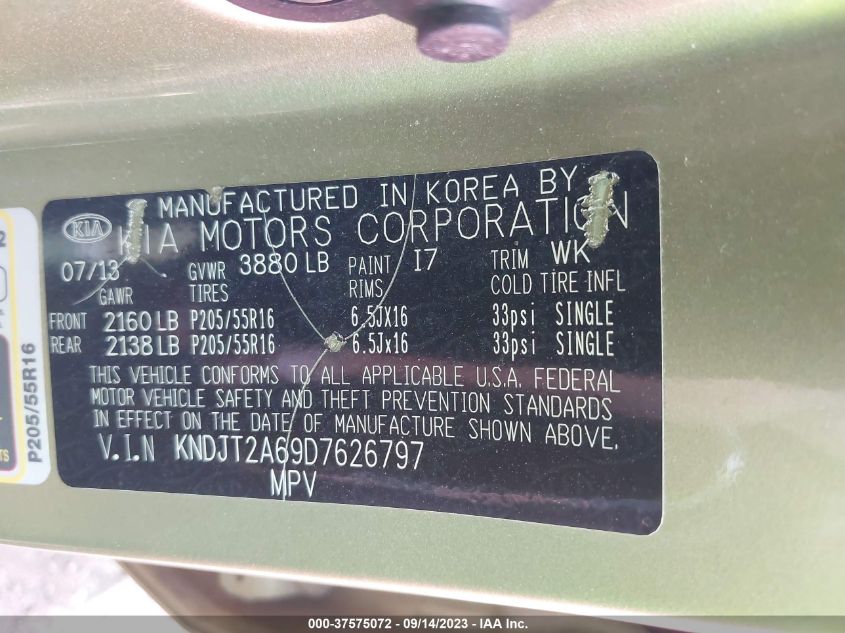 MANUFACTURED IN KOREA BY
KIA KIA MOTORS CORPORATION
07/13 GVWR 3880 LB PAINT I7 TRIM WK
GAWR TIRES RIMS COLD TIRE INFL
FRONT 2160 LB P205/55R16 6.5JX16 33psi SINGLE
REAR 2138 LB P205/55R16 6.5Jx16 33psi SINGLE
THIS VEHICLE CONFORMS TO ALL APPLICABLE U.S.A. FEDERAL
MOTOR VEHICLE SAFETY AND THEFT PREVENTION STANDARDS
IN EFFECT ON THE DATE OF MANUFACTURE SHOWN ABOVE.
V.I.N KNDJT2A69D7626797
MPV
P205/55R16
000-37575072 / 09/14/2023 - IAA Inc.